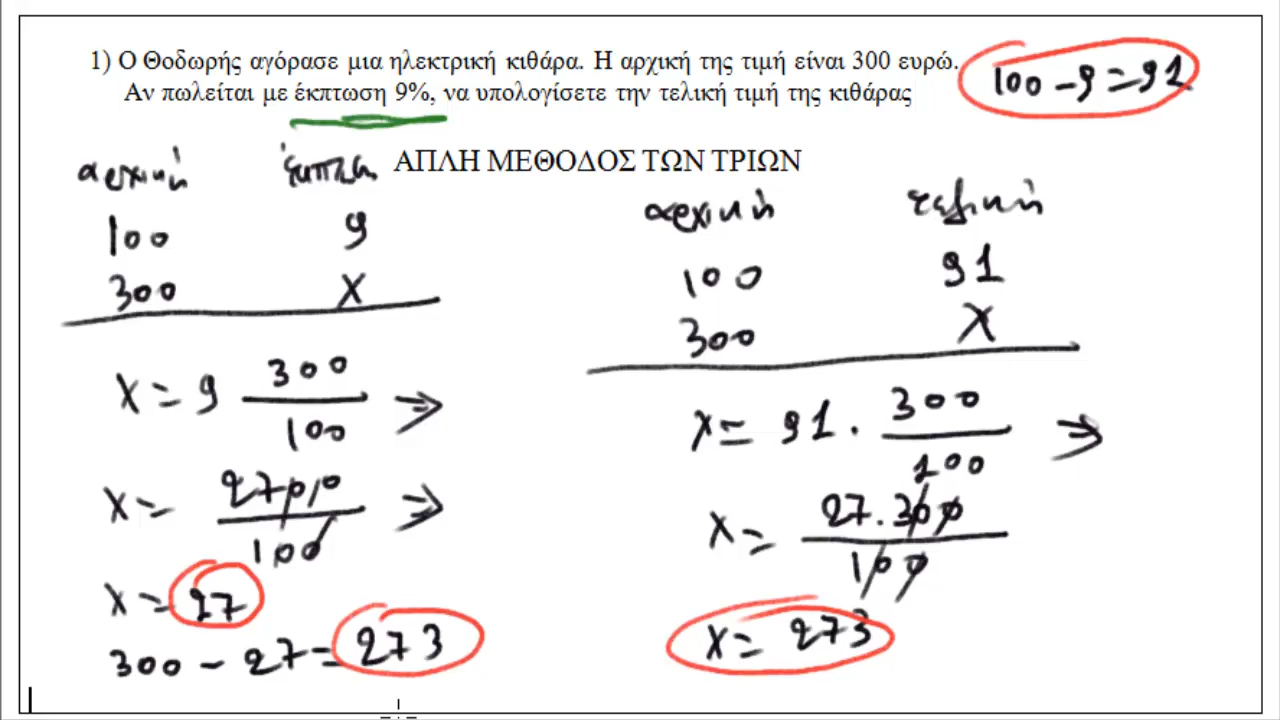 1) Ο Θοδωρής αγόρασε μια ηλεκτρική κιθάρα. Η αρχική της τιμή είναι 300 ευρώ.
Αν πωλείται με έκπτωση 9%, να υπολογίσετε την τελική τιμή της κιθάρας
100 - 9 = 91
ΑΠΛΗ ΜΕΘΟΔΟΣ ΤΩΝ ΤΡΙΩΝ
αρχική έκπτωση
100 9
300 X
X = 9 300/100 ⇒
X = 2700/100 ⇒
X = 27
300 - 27 = 273
αρχική τελική
100 91
300 X
X = 91 · 300/100 ⇒
X = 27.300/100
X = 273